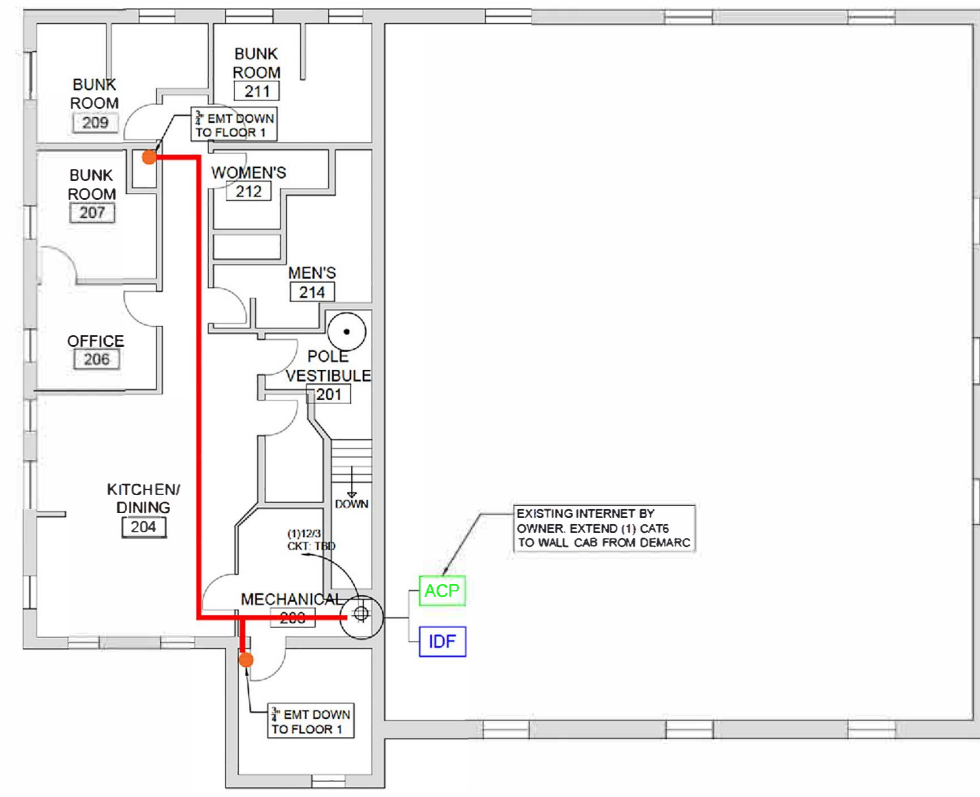 BUNK
ROOM
211
BUNK
ROOM
209
3/4" EMT DOWN
TO FLOOR 1
WOMEN'S
212
BUNK
ROOM
207
MEN'S
214
OFFICE
206
POLE
VESTIBULE
201
KITCHEN/
DINING
204
DOWN
EXISTING INTERNET BY
OWNER. EXTEND (1) CAT6
TO WALL CAB FROM DEMARC
(1)12/3
CKT: TBD
ACP
MECHANICAL
IDF
3/4" EMT DOWN
TO FLOOR 1